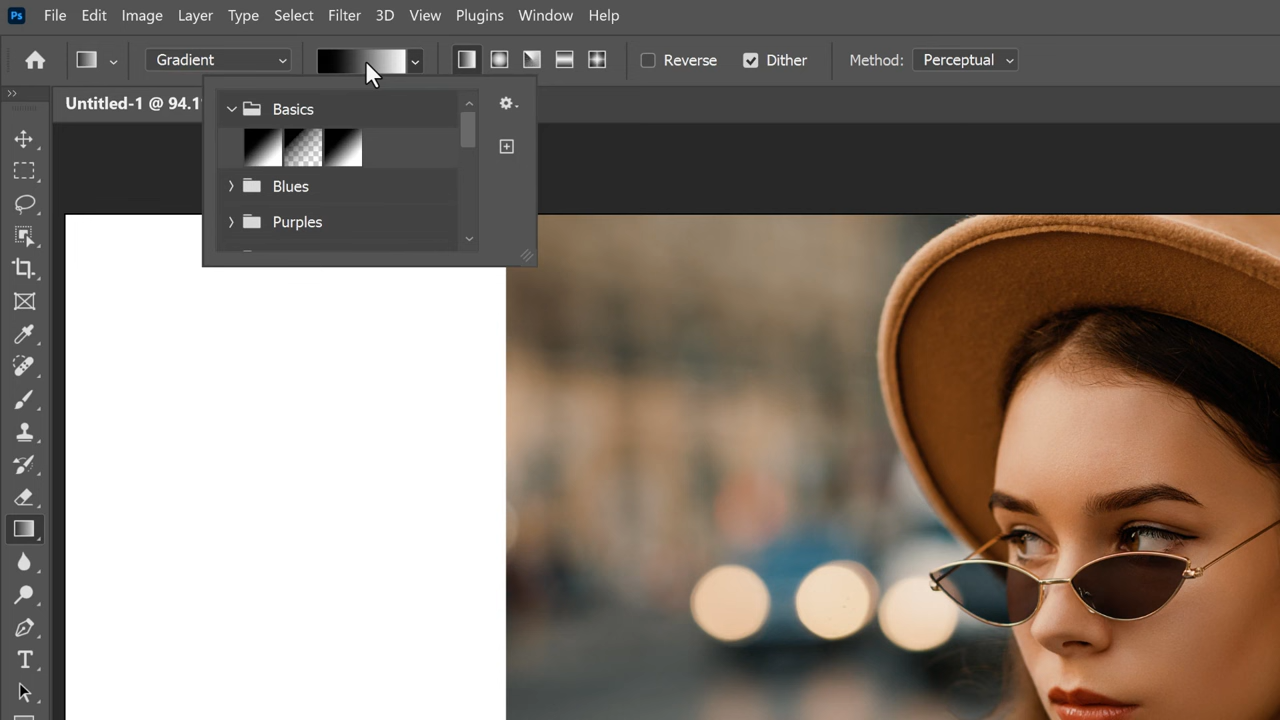 Ps File Edit Image Layer Type Select Filter 3D View Plugins Window Help
Gradient Reverse Dither Method: Perceptual
Untitled-1 @ 94.1
Basics
Blues
Purples